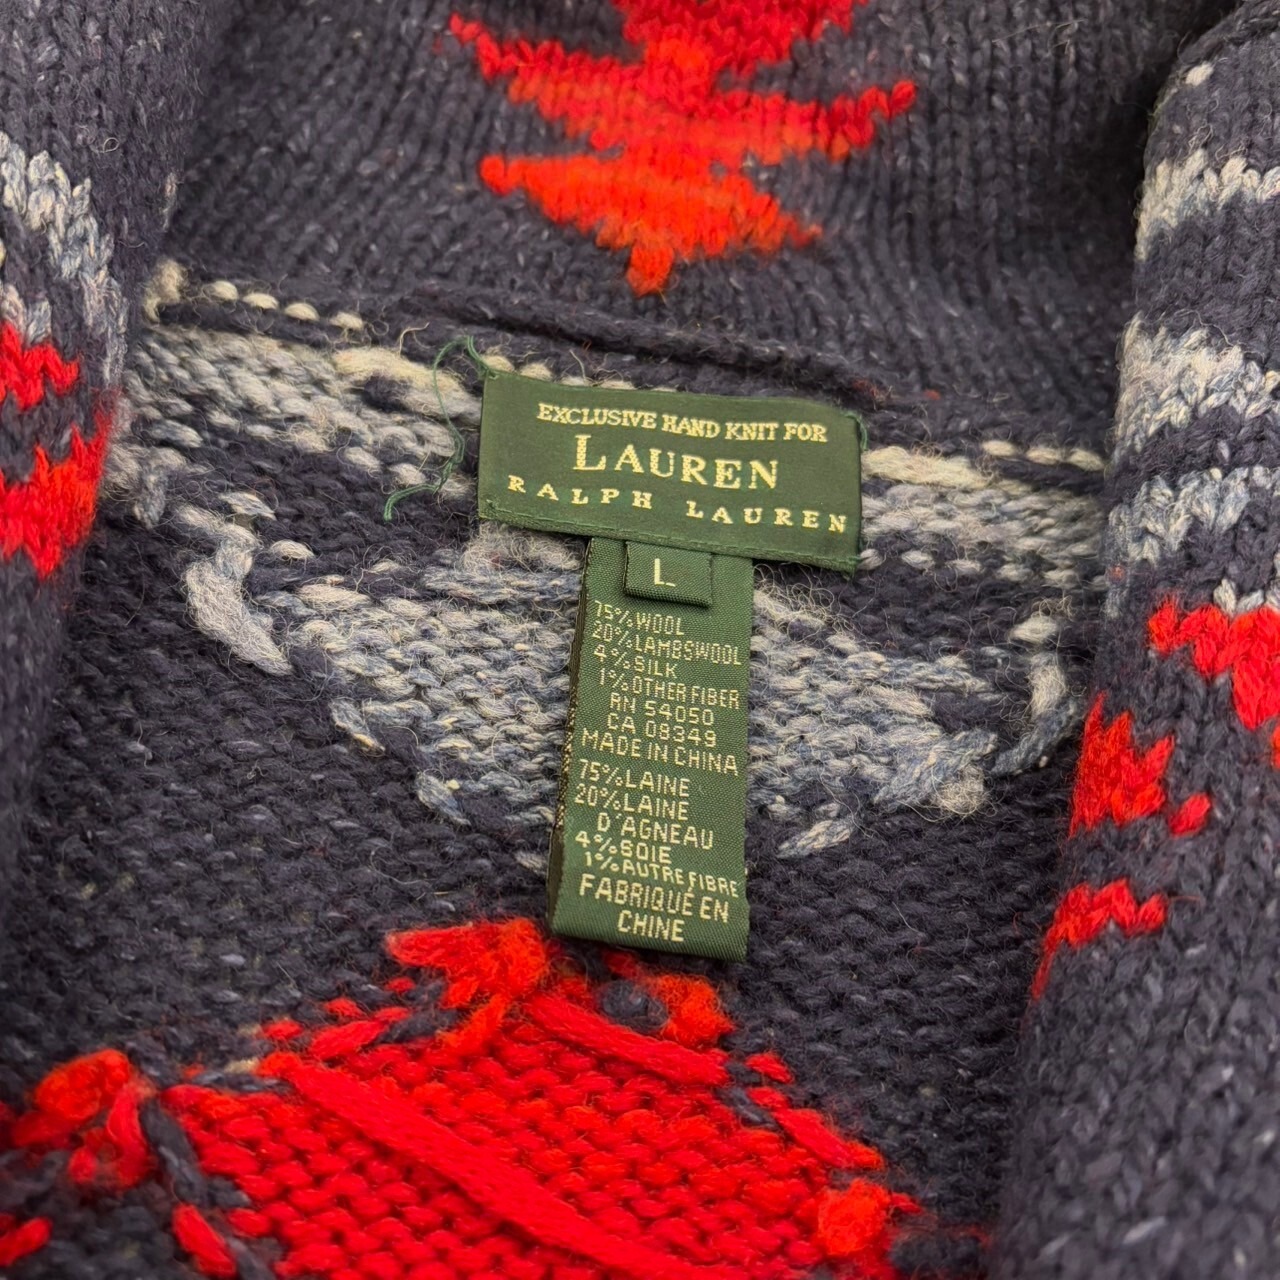 EXCLUSIVE HAND KNIT FOR
LAUREN
RALPH LAUREN
L
75% WOOL
20% LAMBSWOOL
4% SILK
1% OTHER FIBER
RN 54050
CA 08349
MADE IN CHINA
75% LAINE
20% LAINE
D'AGNEAU
4% SOIE
1% AUTRE FIBRE
FABRIQUÉ EN
CHINE